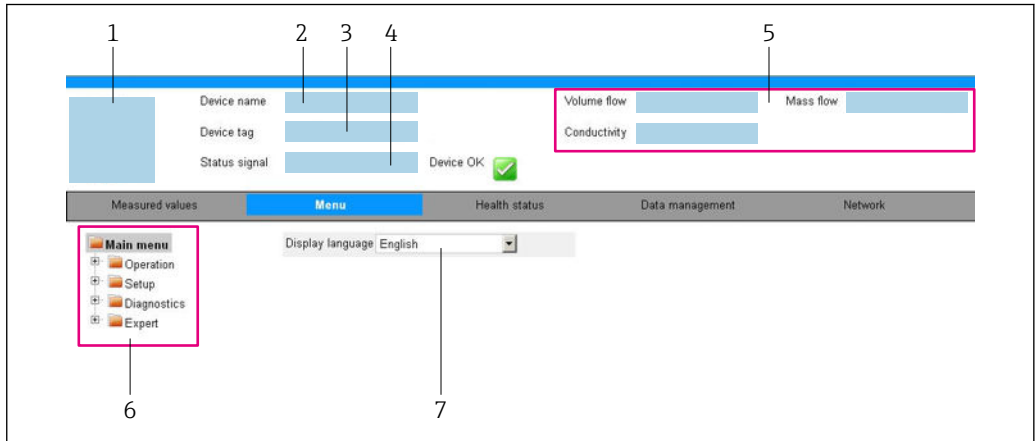 1 2 3 4 5
Device name Volume flow Mass flow
Device tag Conductivity
Status signal Device OK
Measured values Menu Health status Data management Network
Main menu Display language English
Operation
Setup
Diagnostics
Expert
6 7